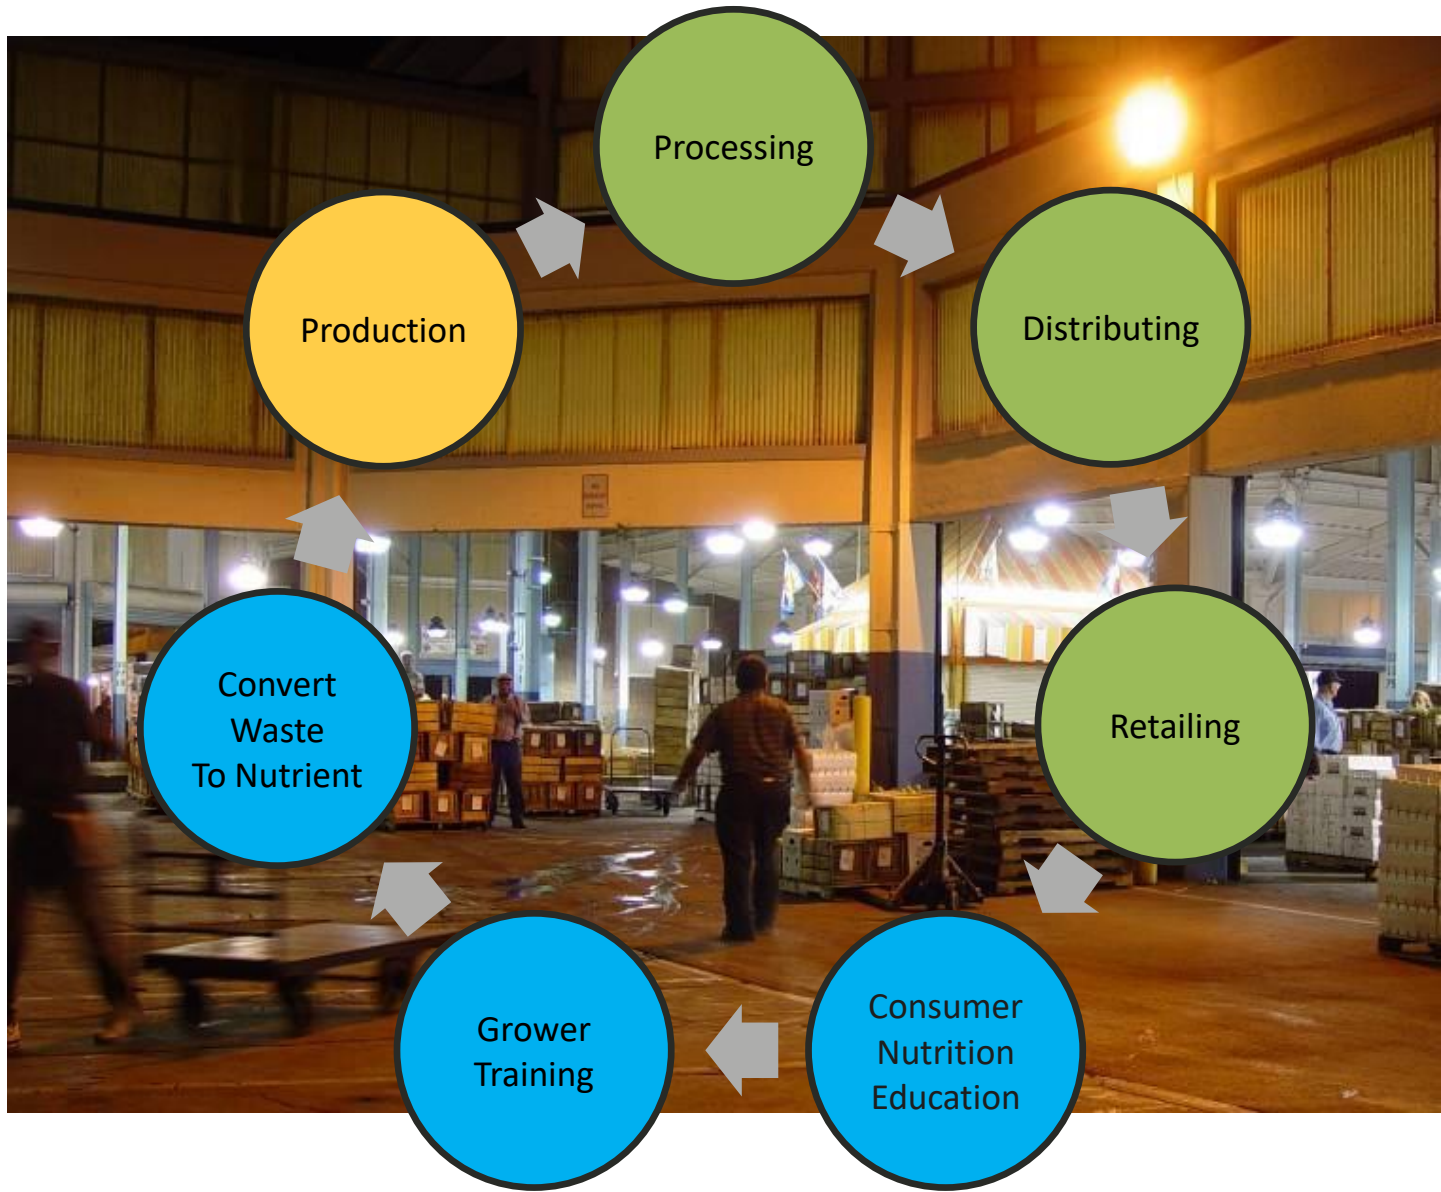 Processing
Production
Distributing
Convert
Waste
To Nutrient
Retailing
Grower
Training
Consumer
Nutrition
Education